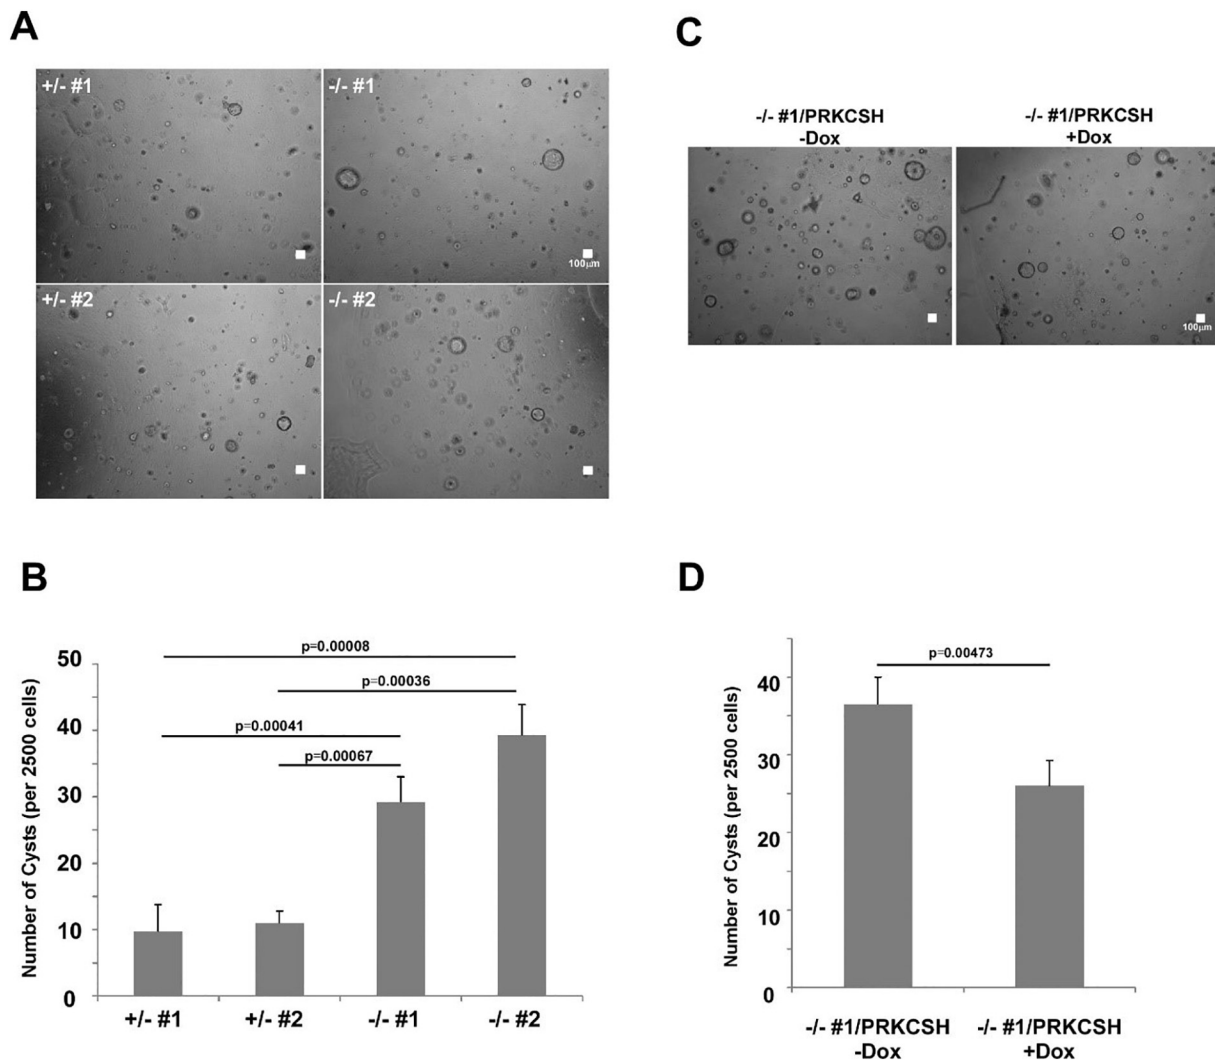 A
+/- #1
-/- #1
100μm
+/- #2
-/- #2
C
-/- #1/PRKCSH
-Dox
-/- #1/PRKCSH
+Dox
100μm
B
Number of Cysts (per 2500 cells)
50
40
30
20
10
0
p=0.00008
p=0.00036
p=0.00041
p=0.00067
+/- #1
+/- #2
-/- #1
-/- #2
D
Number of Cysts (per 2500 cells)
40
30
20
10
0
p=0.00473
-/- #1/PRKCSH
-Dox
-/- #1/PRKCSH
+Dox